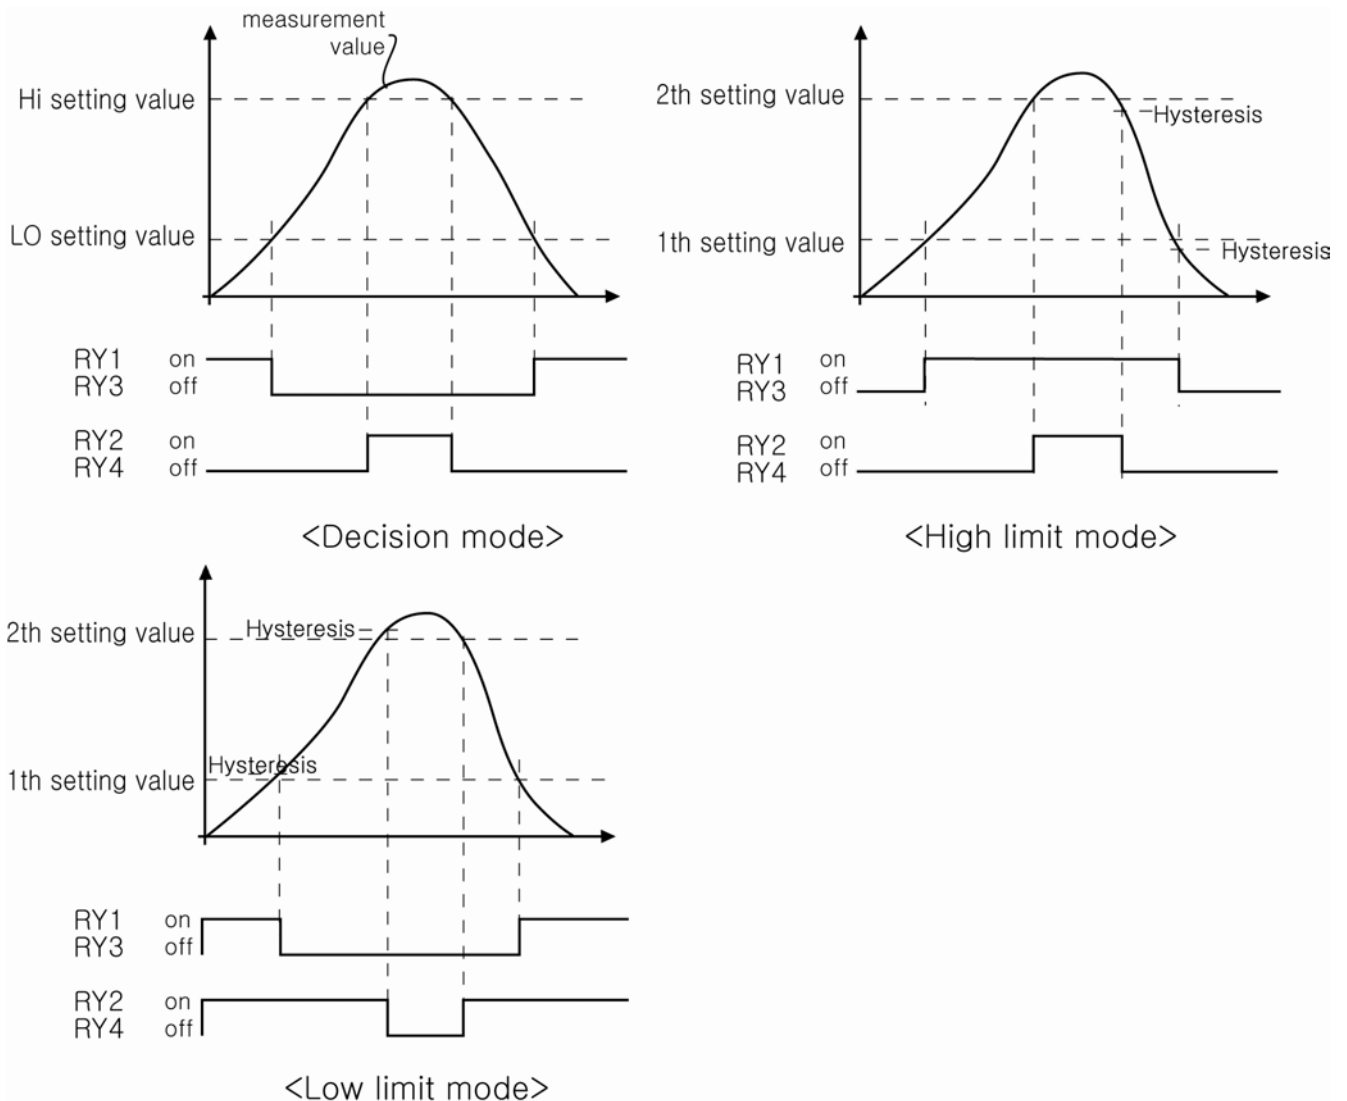 measurement
value
Hi setting value
LO setting value
RY1 on
RY3 off
RY2 on
RY4 off
<Decision mode>
2th setting value
Hysteresis
1th setting value
Hysteresis
RY1 on
RY3 off
RY2 on
RY4 off
<High limit mode>
2th setting value
Hysteresis
Hysteresis
1th setting value
RY1 on
RY3 off
RY2 on
RY4 off
<Low limit mode>